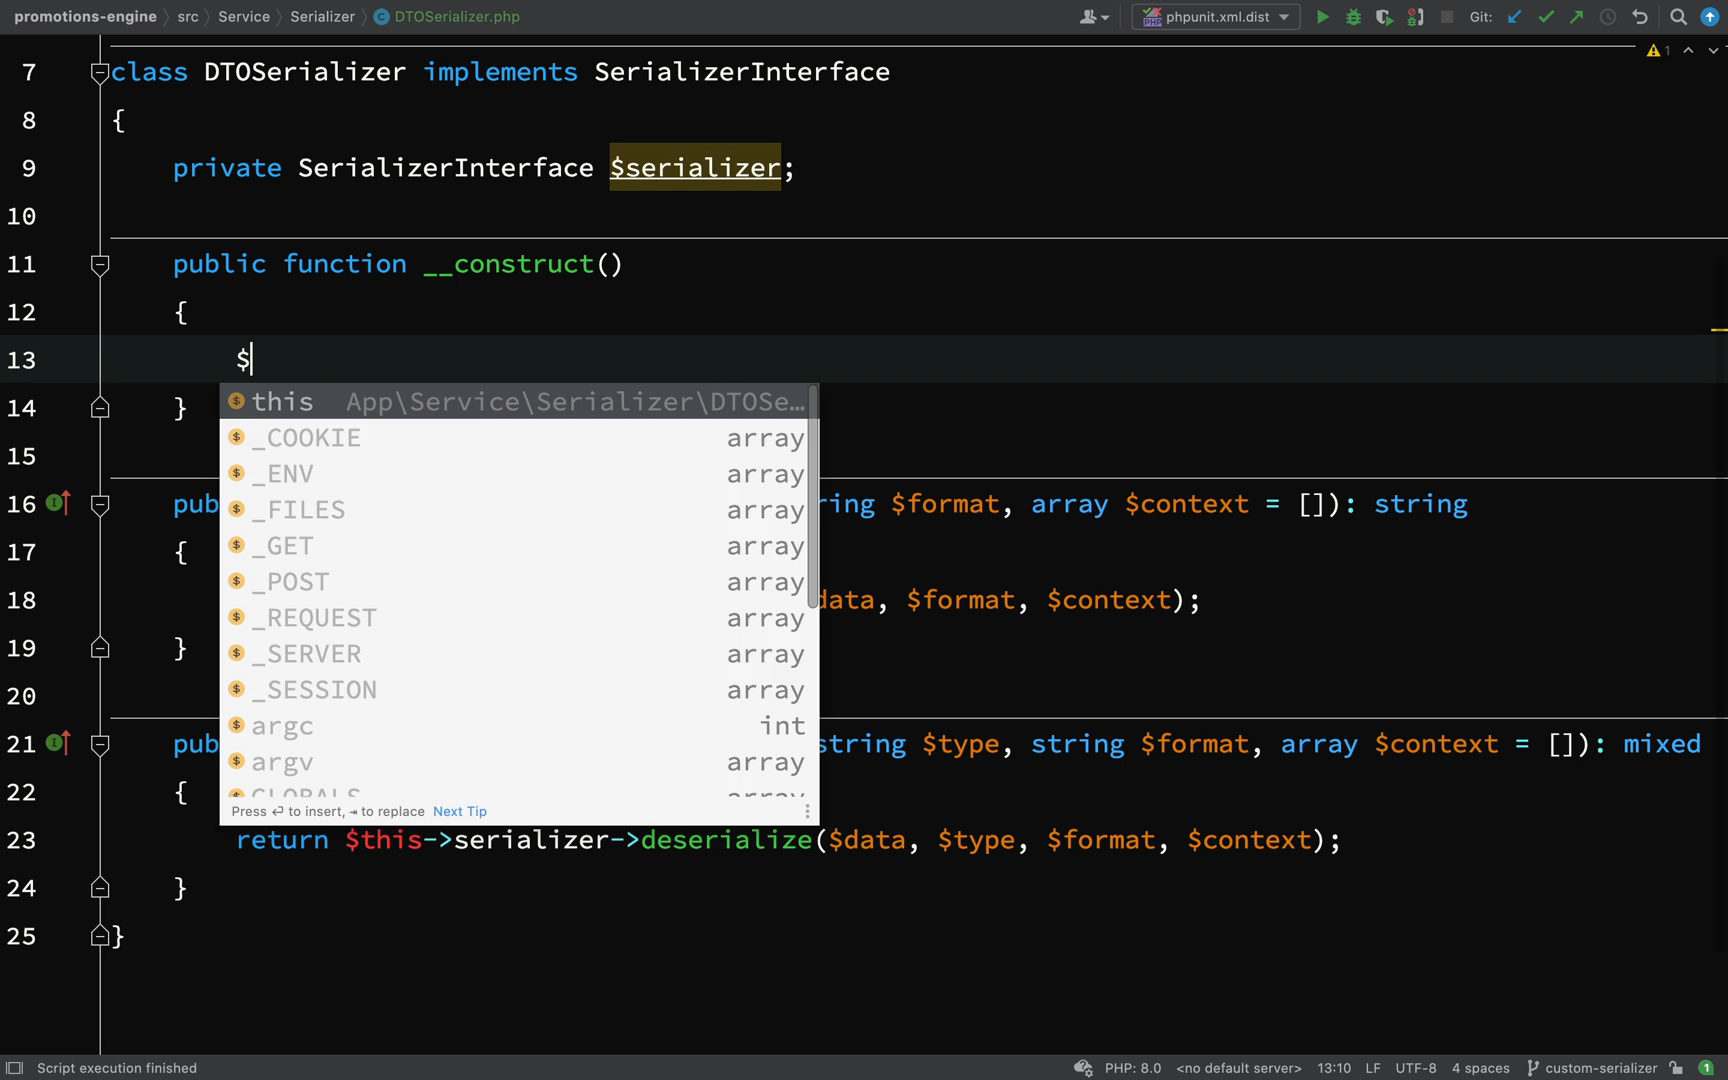 promotions-engine src Service Serializer DTOSerializer.php phpunit.xml.dist Git:
1
7 class DTOSerializer implements SerializerInterface
8 {
9 private SerializerInterface $serializer;
10
11 public function __construct()
12 {
13 $
this App\Service\Serializer\DTOSe…
14 }
_COOKIE array
15 _ENV array
16 pub ring $format, array $context = []): string
_FILES array
17 { _GET array
_POST array
18 data, $format, $context);
_REQUEST array
19 } _SERVER array
20 _SESSION array
argc int
21 pub string $type, string $format, array $context = []): mixed
argv array
22 { GLOBALS array
Press ↵ to insert, ⇥ to replace Next Tip
23 return $this->serializer->deserialize($data, $type, $format, $context);
24 }
25 }
Script execution finished PHP: 8.0 <no default server> 13:10 LF UTF-8 4 spaces custom-serializer 1